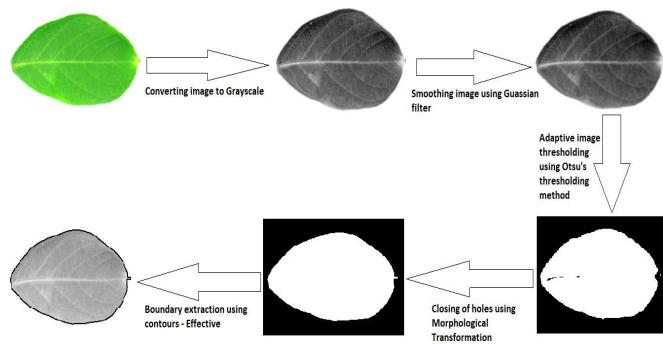 Converting image to Grayscale
Smoothing image using Guassian
filter
Adaptive image
thresholding
using Otsu's
thresholding
method
Closing of holes using
Morphological
Transformation
Boundary extraction using
contours - Effective